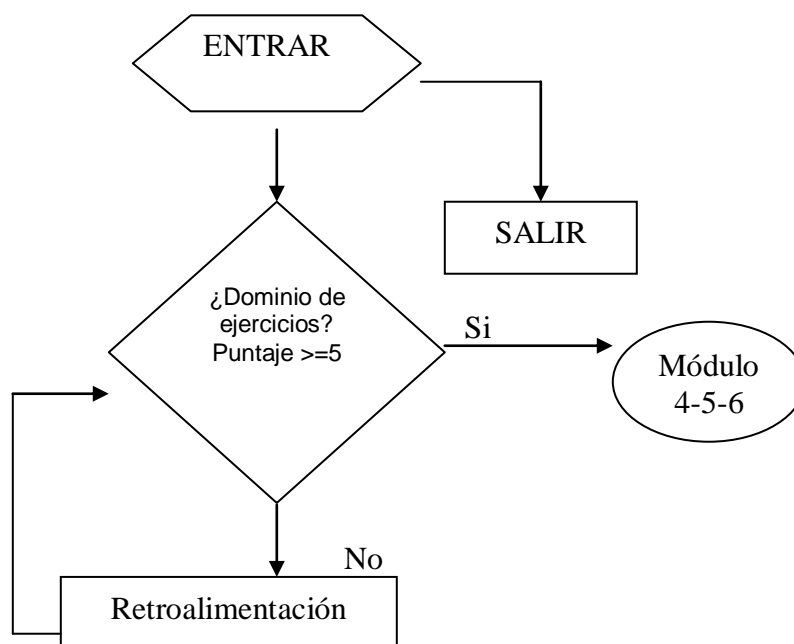 ENTRAR
SALIR
¿Dominio de
ejercicios?
Puntaje >=5
Si
Módulo
4-5-6
No
Retroalimentación